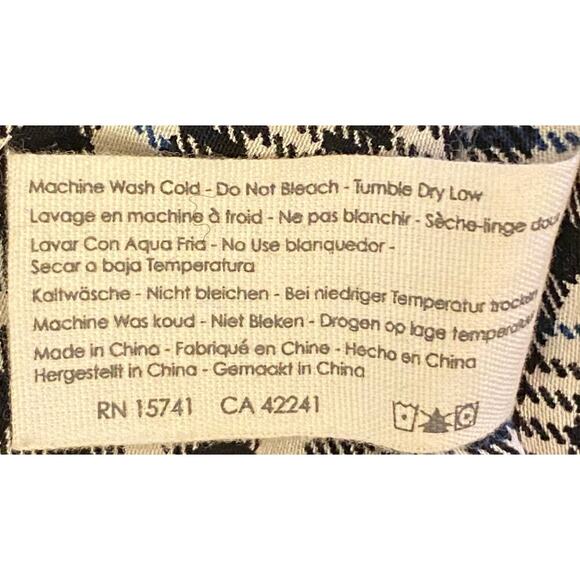 Machine Wash Cold - Do Not Bleach - Tumble Dry Low
Lavage en machine à froid - Ne pas blanchir - Sèche-linge doux
Lavar Con Aqua Fria - No Use blanquedor -
Secar a baja Temperatura
Kaltwäsche - Nicht bleichen - Bei niedriger Temperatur trocknen
Machine Was koud - Niet Bleken - Drogen op lage temperatuur
Made in China - Fabriqué en Chine - Hecho en China
Hergestellt in China - Gemaakt in China
RN 15741 CA 42241